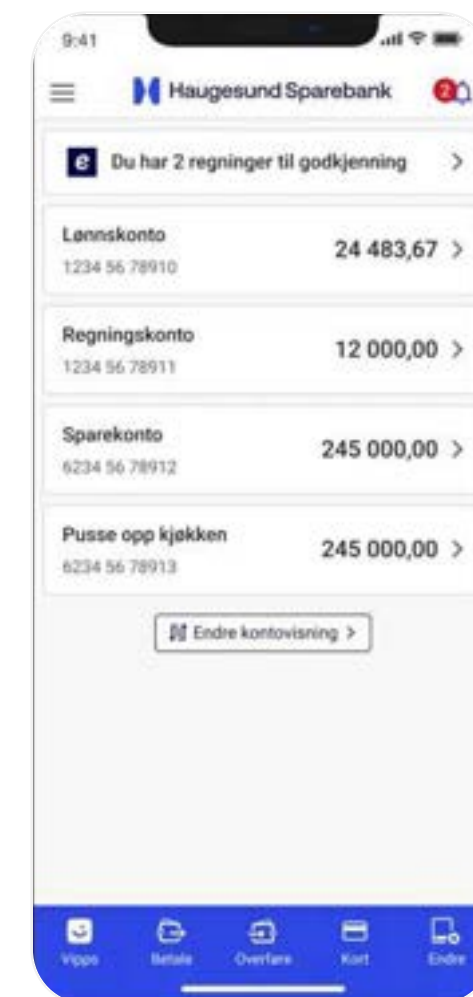 9:41
Haugesund Sparebank 2
e Du har 2 regninger til godkjenning >
Lønnskonto
24 483,67 >
1234 56 78910
Regningskonto
12 000,00 >
1234 56 78911
Sparekonto
245 000,00 >
6234 56 78912
Pusse opp kjøkken
245 000,00 >
6234 56 78913
Endre kontovisning >
Vipps Betale Overføre Kort Endre